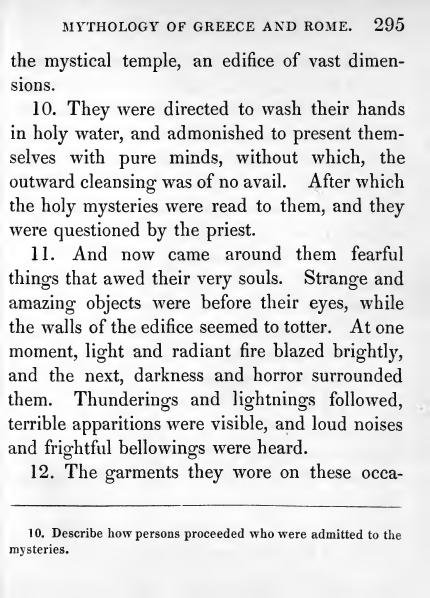 MYTHOLOGY OF GREECE AND ROME. 295
the mystical temple, an edifice of vast dimen-
sions.
10. They were directed to wash their hands
in holy water, and admonished to present them-
selves with pure minds, without which, the
outward cleansing was of no avail. After which
the holy mysteries were read to them, and they
were questioned by the priest.
11. And now came around them fearful
things that awed their very souls. Strange and
amazing objects were before their eyes, while
the walls of the edifice seemed to totter. At one
moment, light and radiant fire blazed brightly,
and the next, darkness and horror surrounded
them. Thunderings and lightnings followed,
terrible apparitions were visible, and loud noises
and frightful bellowings were heard.
12. The garments they wore on these occa-
10. Describe how persons proceeded who were admitted to the
mysteries.